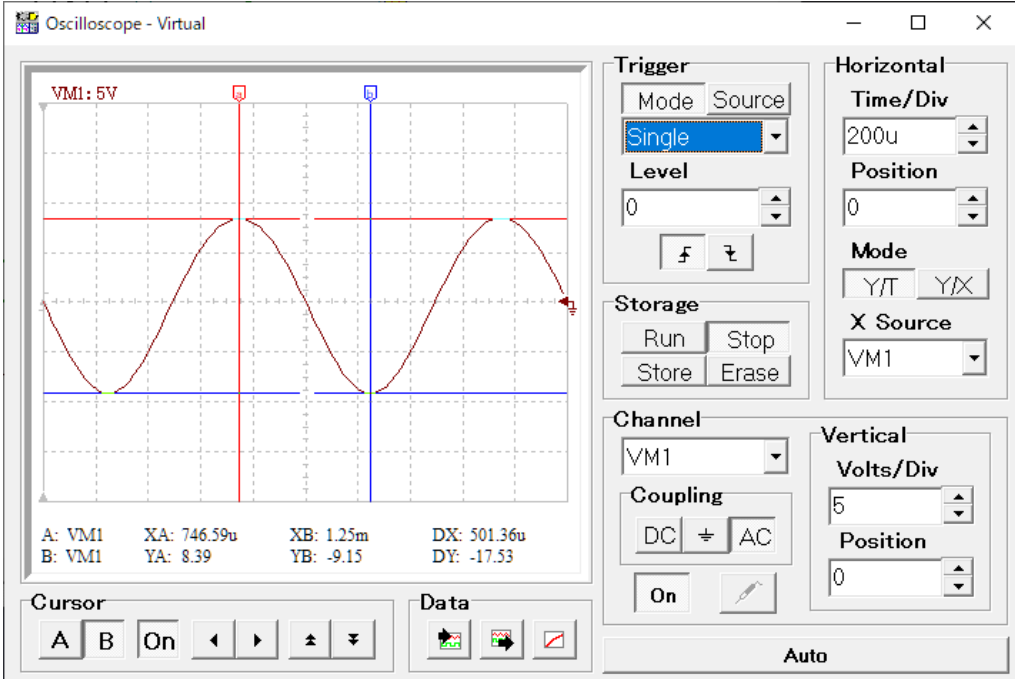 Oscilloscope - Virtual
VM1: 5V
a
b
A: VM1 XA: 746.59u XB: 1.25m DX: 501.36u
B: VM1 YA: 8.39 YB: -9.15 DY: -17.53
Cursor
A B On
Data
Trigger
Mode Source
Single
Level
0
Storage
Run Stop
Store Erase
Horizontal
Time/Div
200u
Position
0
Mode
Y/T Y/X
X Source
VM1
Channel
VM1
Coupling
DC AC
On
Vertical
Volts/Div
5
Position
0
Auto